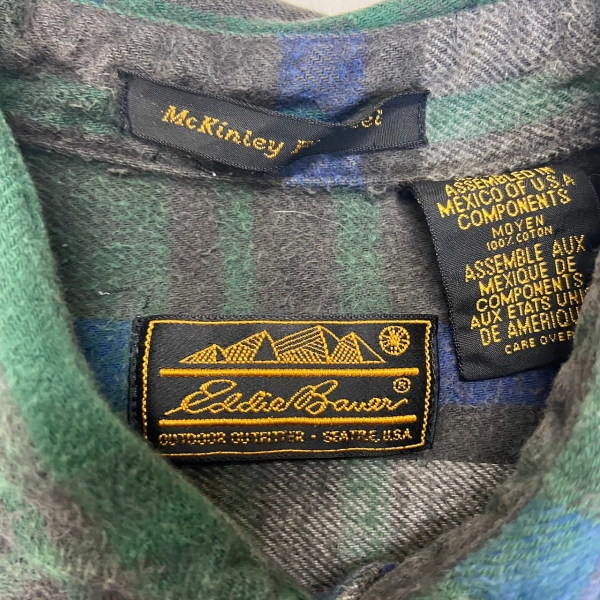 McKinley
ASSEMBLED IN
MEXICO OF U.S.A
COMPONENTS
MOYEN
100% COTON
ASSEMBLE AUX
MEXIQUE DE
COMPONENTS
AUX ETATS UNI
DE AMERIQU
CARE OVER
Eddie Bauer ®
OUTDOOR OUTFITTER • SEATTLE, U.S.A.